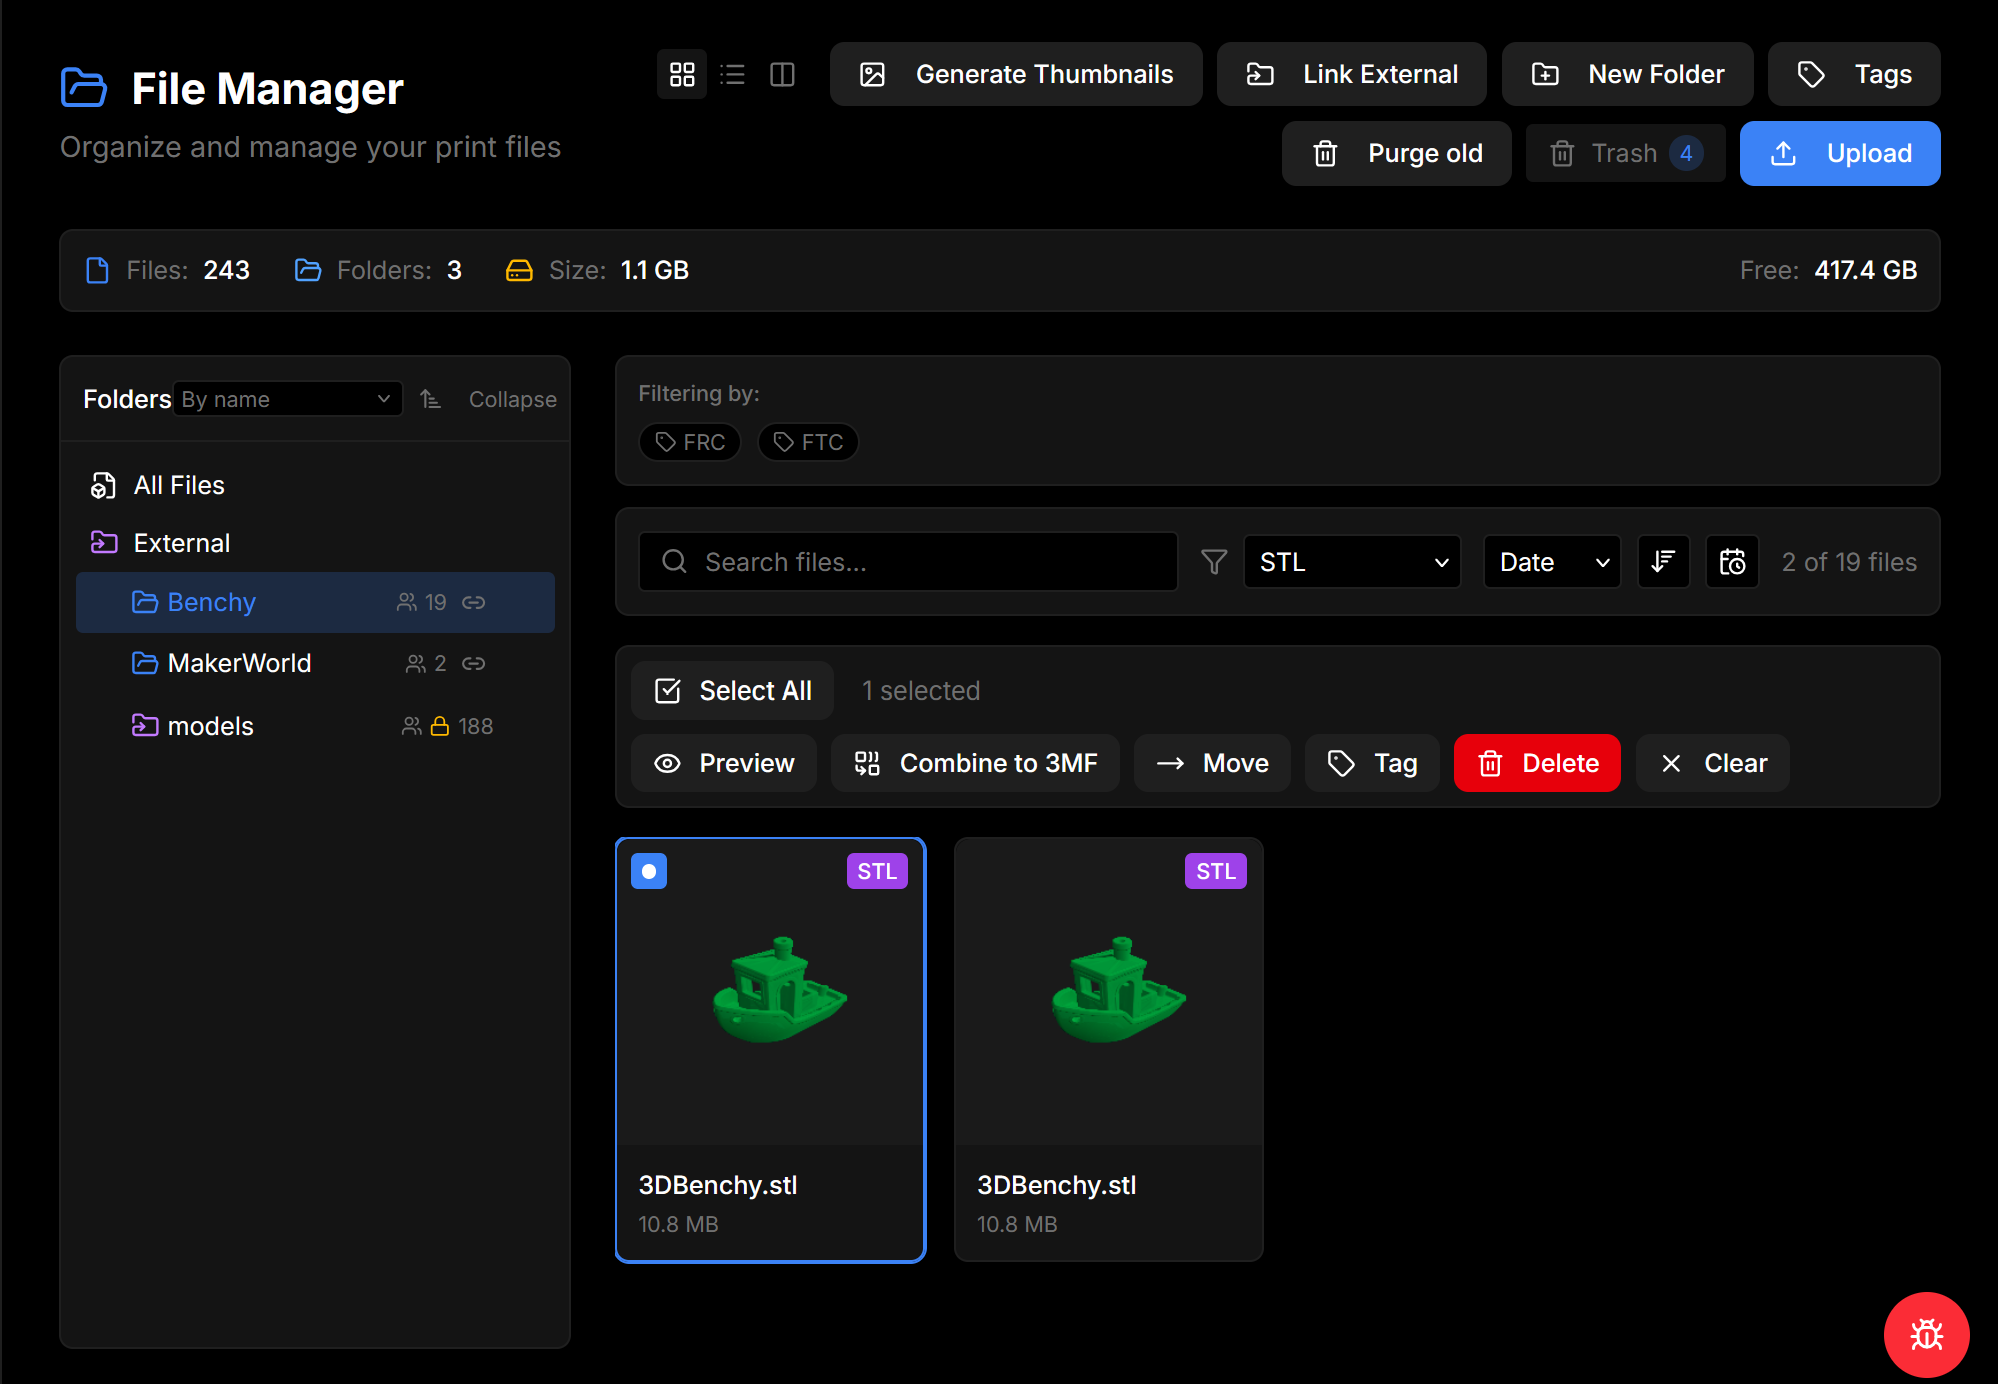 File Manager
Organize and manage your print files
Generate Thumbnails
Link External
New Folder
Tags
Purge old
Trash 4
Upload
Files: 243
Folders: 3
Size: 1.1 GB
Free: 417.4 GB
Folders
By name
Collapse
All Files
External
Benchy 19
MakerWorld 2
models 188
Filtering by:
FRC
FTC
Search files...
STL
Date
2 of 19 files
Select All
1 selected
Preview
Combine to 3MF
Move
Tag
Delete
Clear
STL
3DBenchy.stl
10.8 MB
STL
3DBenchy.stl
10.8 MB